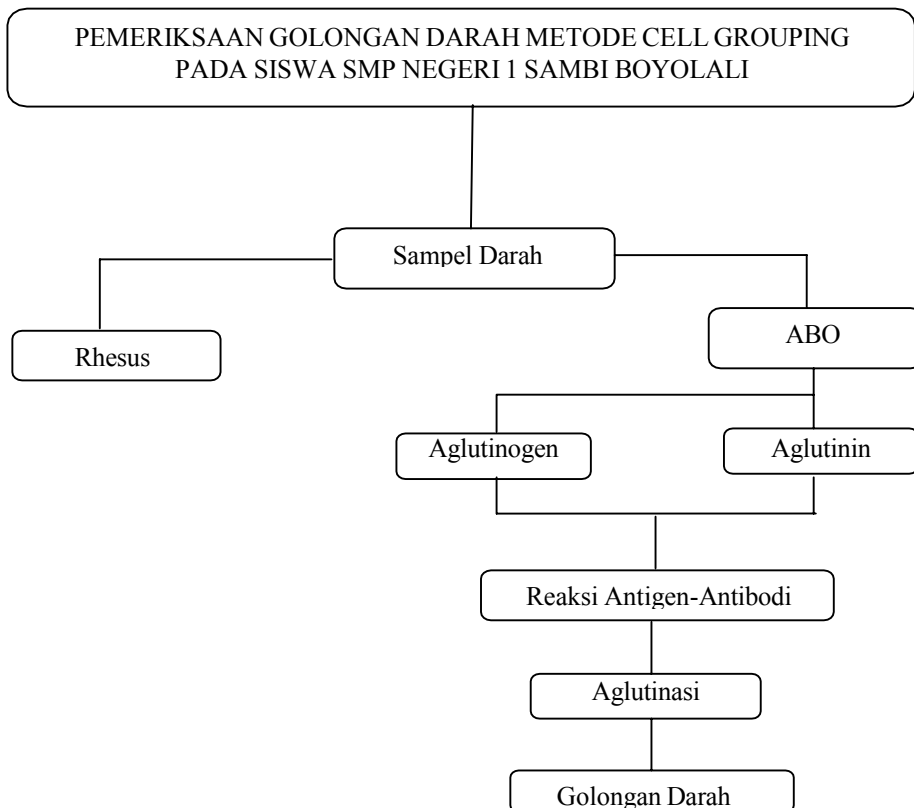 PEMERIKSAAN GOLONGAN DARAH METODE CELL GROUPING
PADA SISWA SMP NEGERI 1 SAMBI BOYOLALI
Sampel Darah
Rhesus
ABO
Aglutinogen
Aglutinin
Reaksi Antigen-Antibodi
Aglutinasi
Golongan Darah